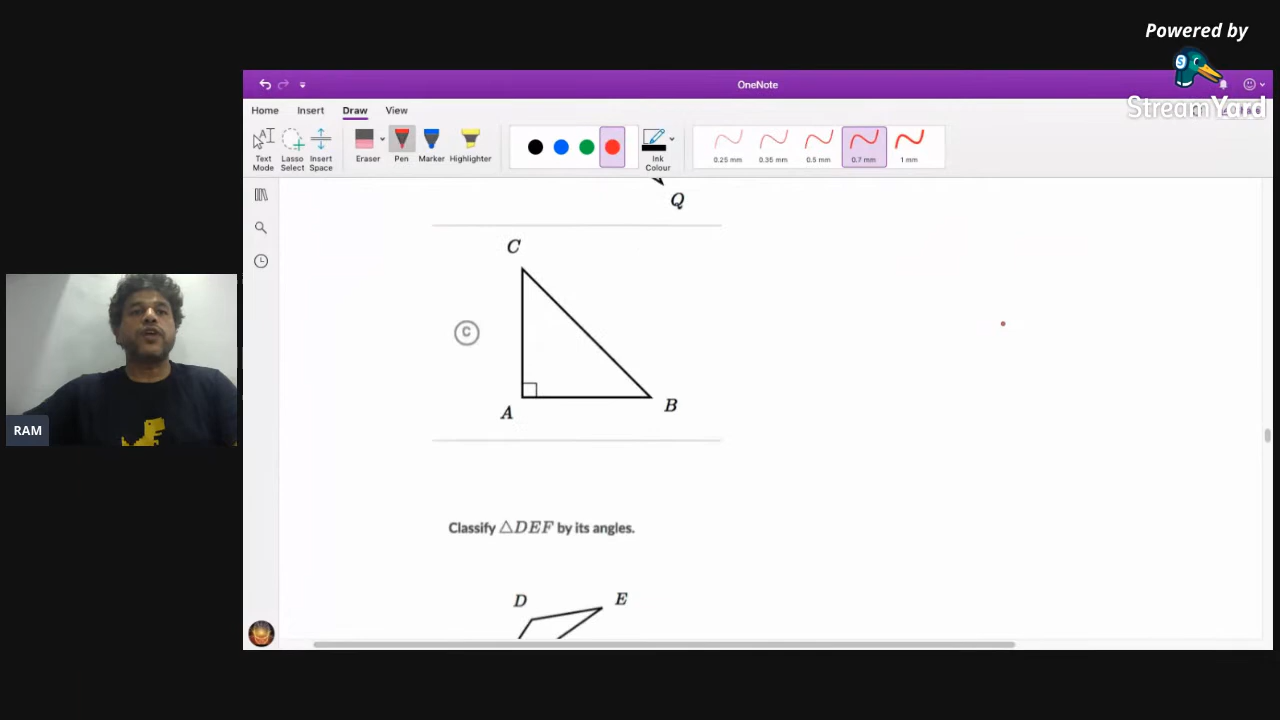 Powered by
StreamYard
OneNote
Home Insert Draw View
Text Mode
Lasso Select
Insert Space
Eraser
Pen
Marker
Highlighter
Ink Colour
0.25 mm
0.35 mm
0.5 mm
0.7 mm
1 mm
Q
C
C
A
B
RAM
Classify △DEF by its angles.
D
E